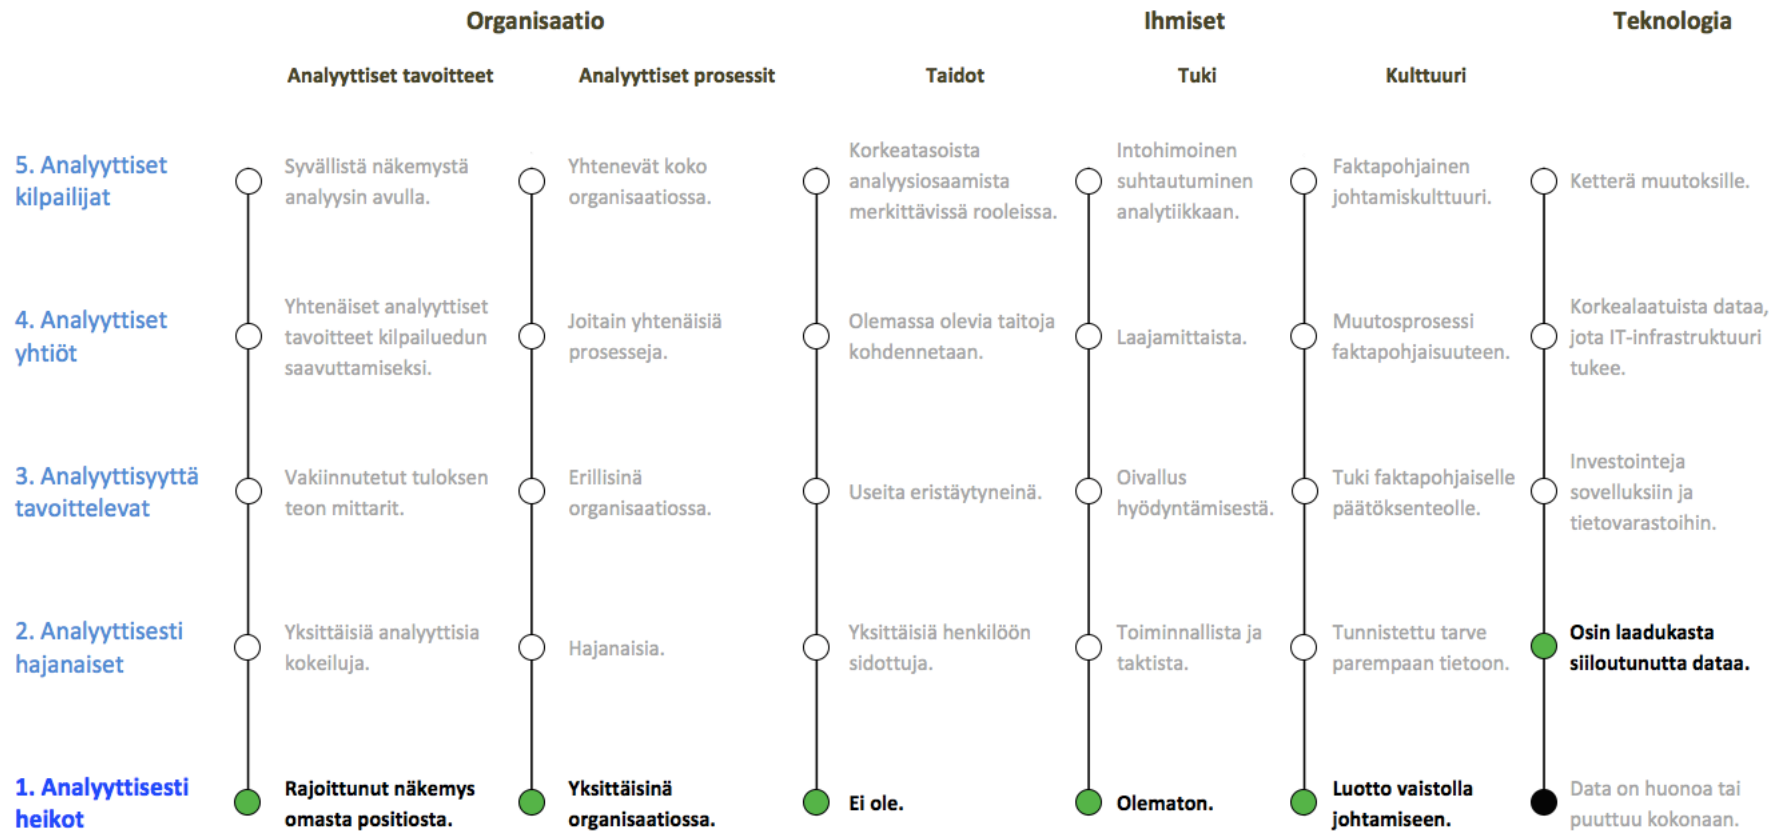 Organisaatio
Ihmiset
Teknologia
Analyyttiset tavoitteet
Analyyttiset prosessit
Taidot
Tuki
Kulttuuri
5. Analyyttiset
kilpailijat
Syvällistä näkemystä
analyysin avulla.
Yhtenevät koko
organisaatiossa.
Korkeatasoista
analyysiosaamista
merkittävissä rooleissa.
Intohimoinen
suhtautuminen
analytiikkaan.
Faktapohjainen
johtamiskulttuuri.
Ketterä muutoksille.
4. Analyyttiset
yhtiöt
Yhtenäiset analyyttiset
tavoitteet kilpailuedun
saavuttamiseksi.
Joitain yhtenäisiä
prosesseja.
Olemassa olevia taitoja
kohdennetaan.
Laajamittaista.
Muutosprosessi
faktapohjaisuuteen.
Korkealaatuista dataa,
jota IT-infrastruktuuri
tukee.
3. Analyyttisyyttä
tavoittelevat
Vakiinnutetut tuloksen
teon mittarit.
Erillisinä
organisaatiossa.
Useita eristäytyneinä.
Oivallus
hyödyntämisestä.
Tuki faktapohjaiselle
päätöksenteolle.
Investointeja
sovelluksiin ja
tietovarastoihin.
2. Analyyttisesti
hajanaiset
Yksittäisiä analyyttisia
kokeiluja.
Hajanaisia.
Yksittäisiä henkilöön
sidottuja.
Toiminnallista ja
taktista.
Tunnistettu tarve
parempaan tietoon.
Osin laadukasta
siiloutunutta dataa.
1. Analyyttisesti
heikot
Rajoittunut näkemys
omasta positiosta.
Yksittäisinä
organisaatiossa.
Ei ole.
Olematon.
Luotto vaistolla
johtamiseen.
Data on huonoa tai
puuttuu kokonaan.